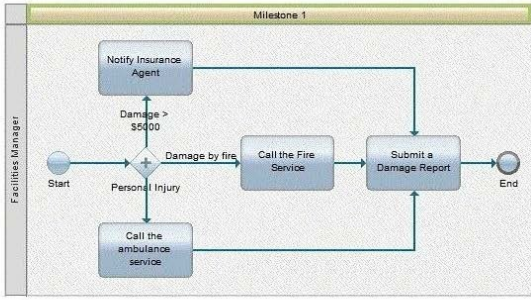 Milestone 1
Facilities Manager
Notify Insurance
Agent
Damage >
$5000
Start
Damage by fire
Personal Injury
Call the Fire
Service
Submit a
Damage Report
End
Call the
ambulance
service